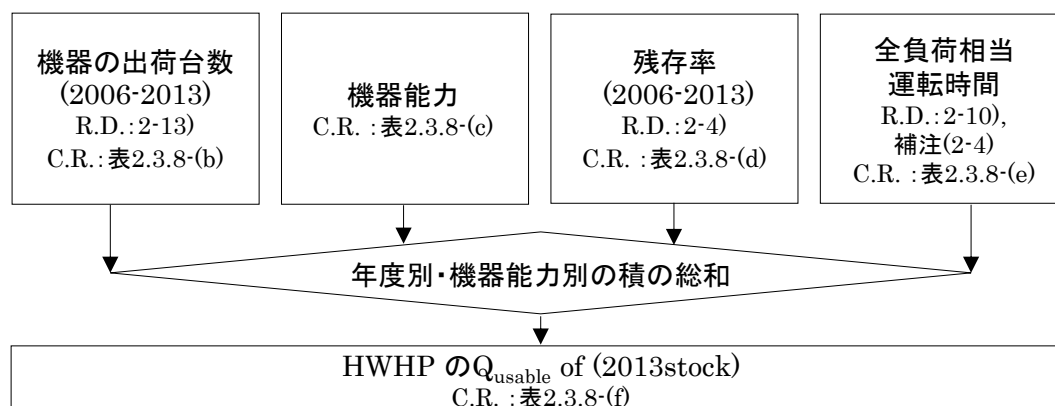 機器の出荷台数
(2006-2013)
R.D.：2-13)
C.R.：表2.3.8-(b)
機器能力
C.R. ：表2.3.8-(c)
残存率
(2006-2013)
R.D.：2-4)
C.R.：表2.3.8-(d)
全負荷相当
運転時間
R.D.：2-10),
補注(2-4)
C.R. ：表2.3.8-(e)
年度別・機器能力別の積の総和
HWHP のQusable of (2013stock)
C.R. ：表2.3.8-(f)